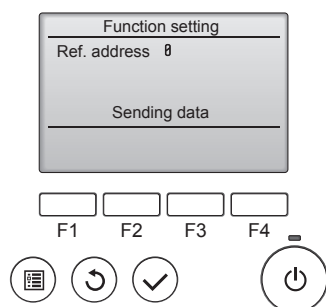 Function setting
Ref. address 0
Sending data
F1 F2 F3 F4